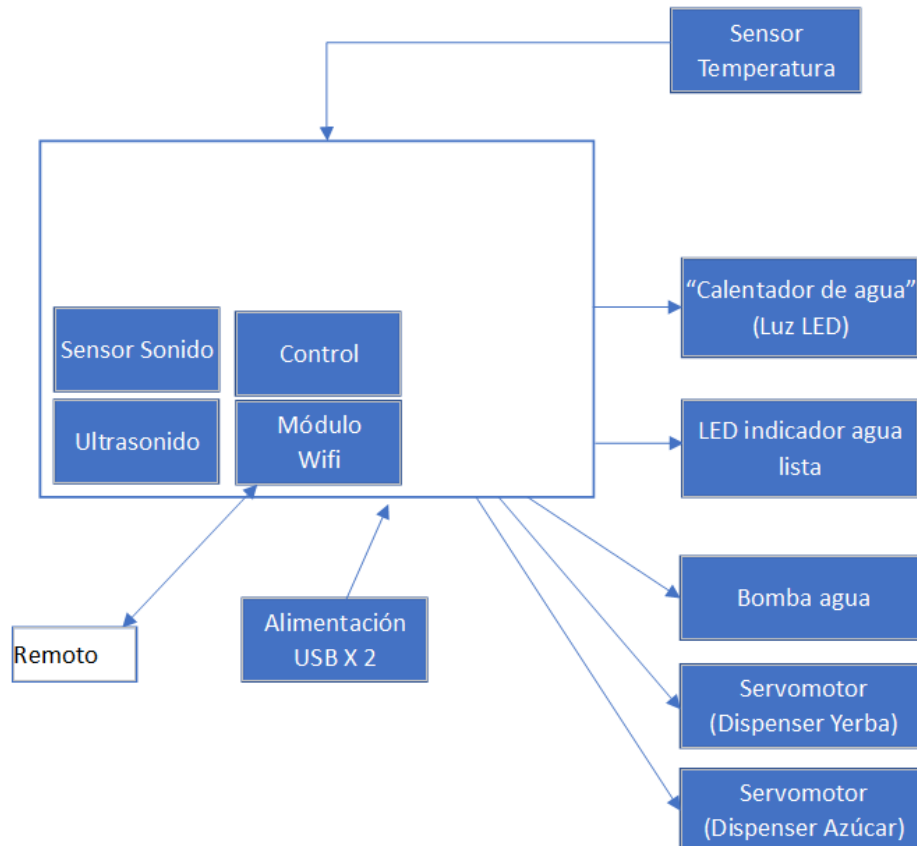 Sensor
Temperatura
“Calentador de agua”
(Luz LED)
Sensor Sonido
Control
Ultrasonido
Módulo
Wifi
LED indicador agua
lista
Bomba agua
Alimentación
USB X 2
Remoto
Servomotor
(Dispenser Yerba)
Servomotor
(Dispenser Azúcar)